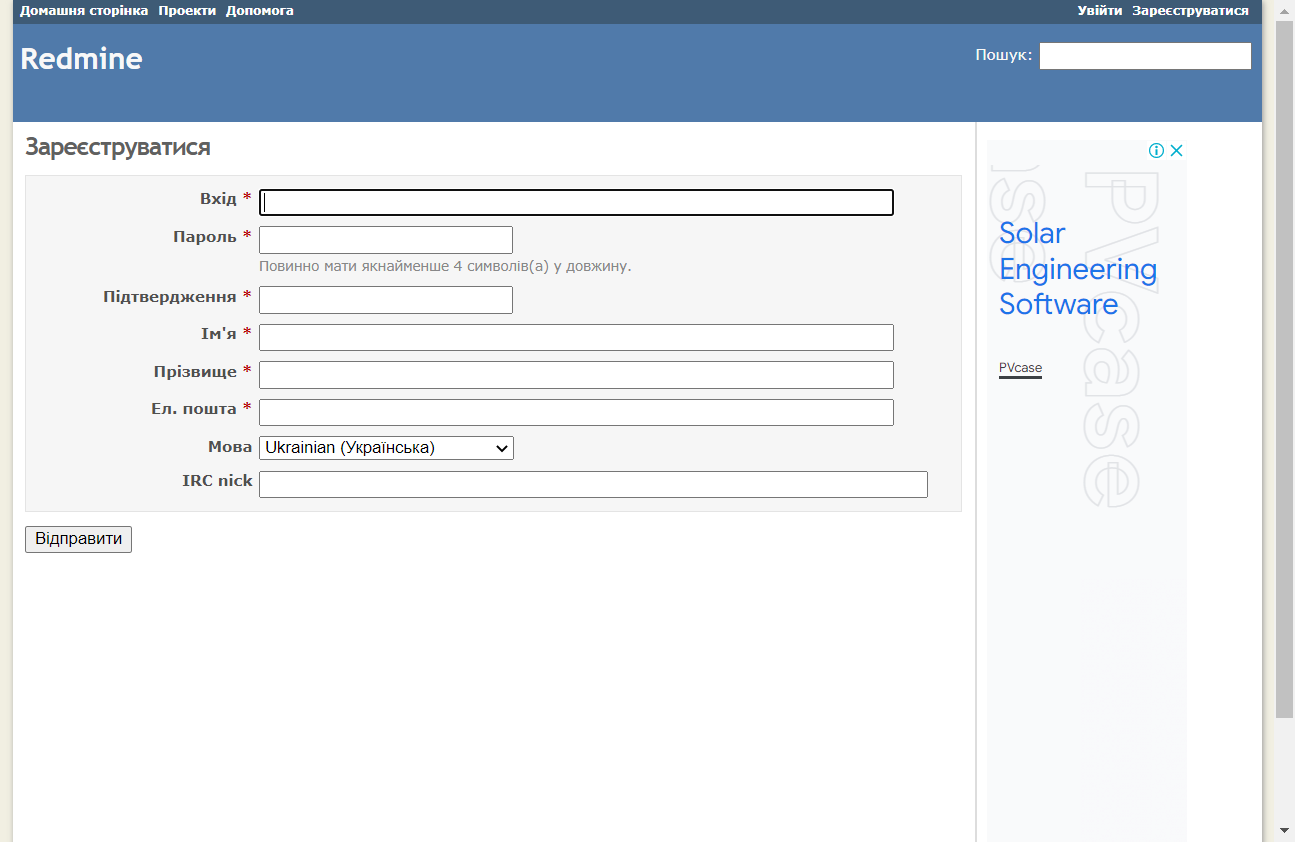 Домашня сторінка Проекти Допомога Увійти Зареєструватися
Redmine
Пошук:
Зареєструватися
Вхід *
Пароль *
Повинно мати якнайменше 4 символів(а) у довжину.
Підтвердження *
Ім'я *
Прізвище *
Ел. пошта *
Мова Ukrainian (Українська)
IRC nick
Відправити
Solar
Engineering
Software
PVcase
PVcase